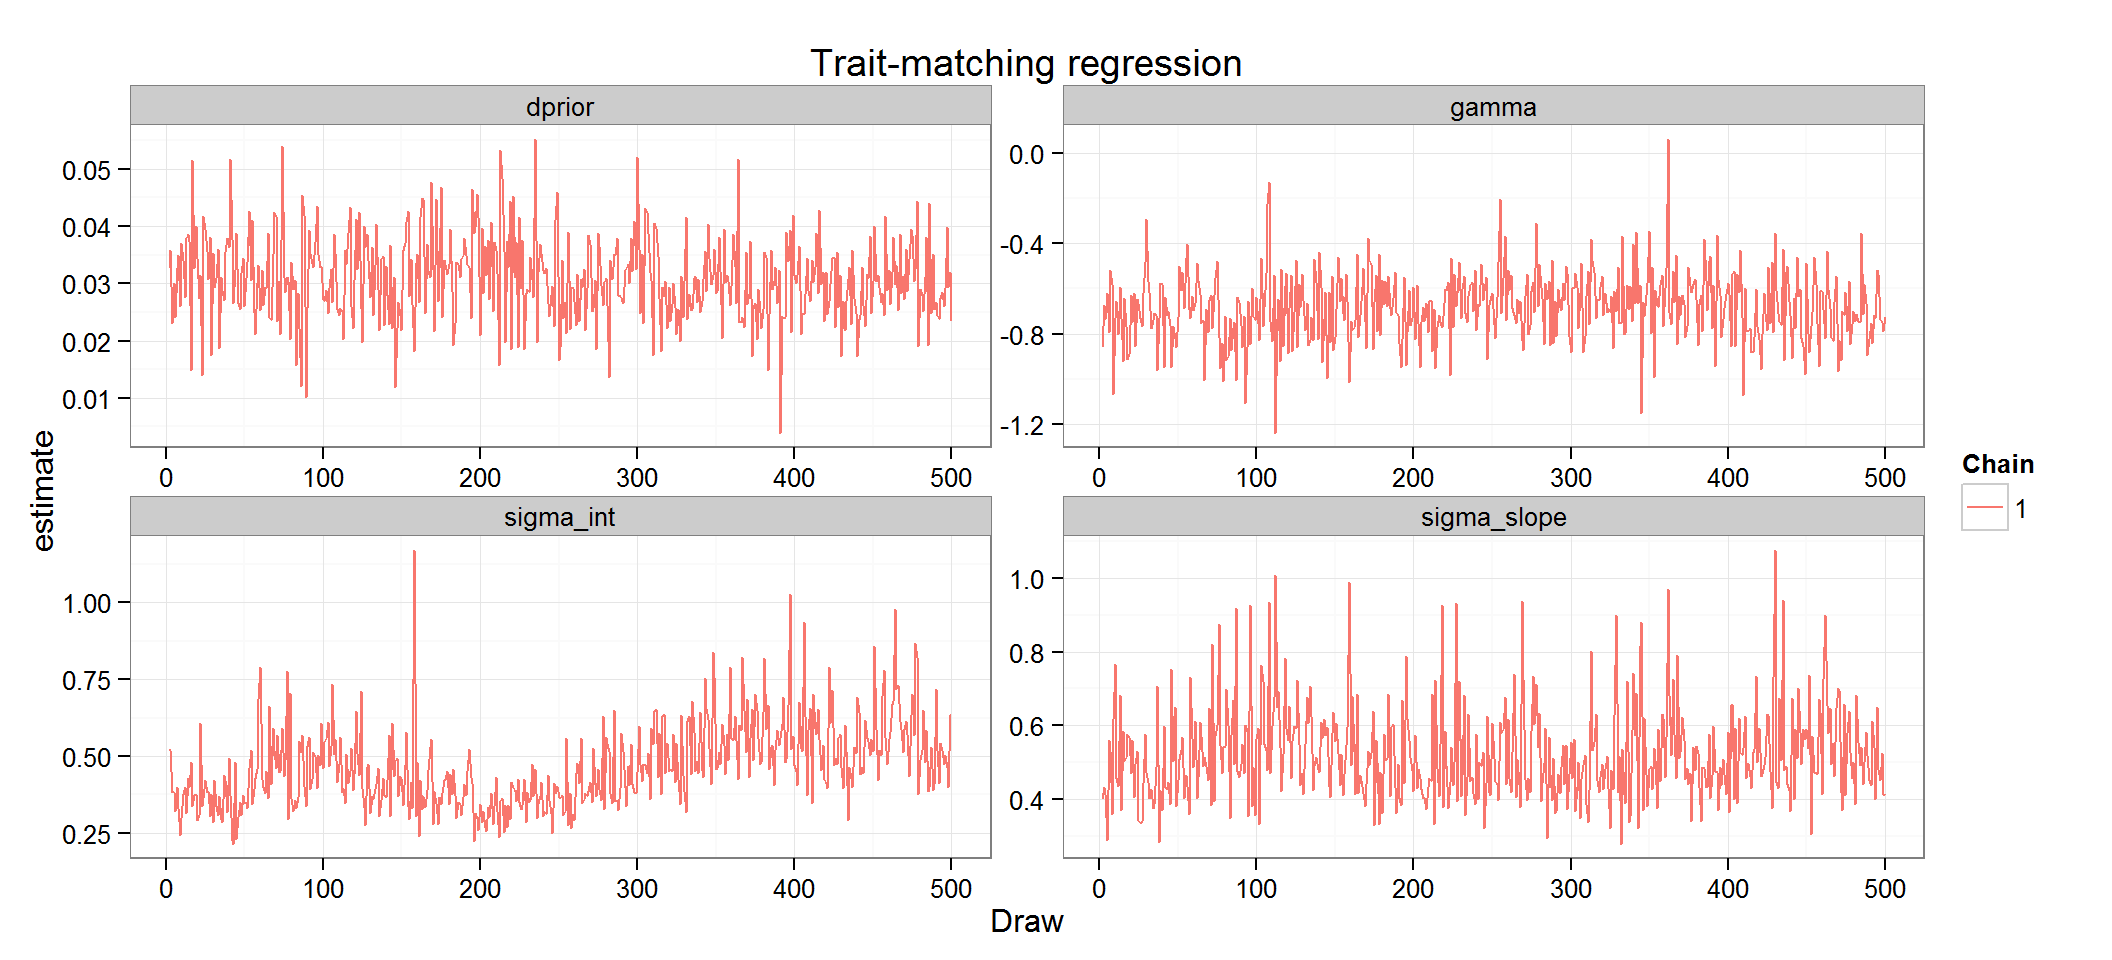 Trait-matching regression
dprior
gamma
0.05
0.04
0.03
0.02
0.01
0.0
-0.4
-0.8
-1.2
0 100 200 300 400 500
0 100 200 300 400 500
estimate
sigma_int
sigma_slope
1.00
0.75
0.50
0.25
1.0
0.8
0.6
0.4
0 100 200 300 400 500
0 100 200 300 400 500
Draw
Chain
1